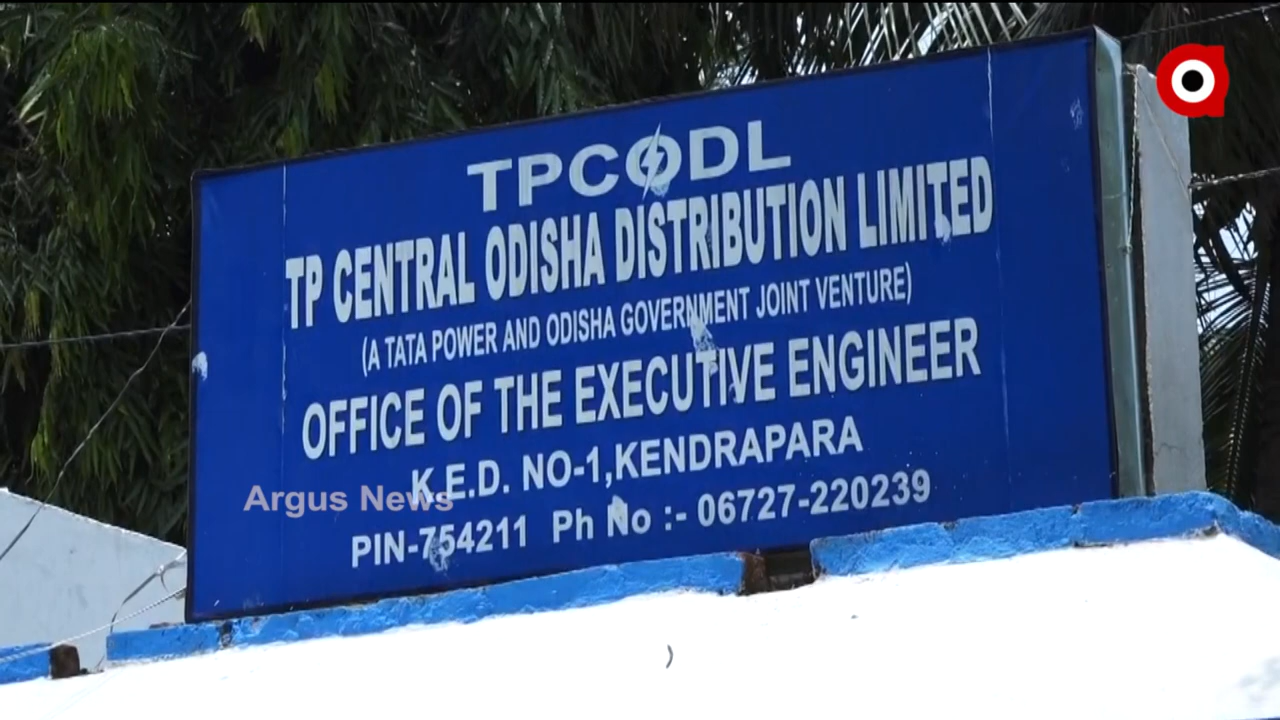 TPCODL
TP CENTRAL ODISHA DISTRIBUTION LIMITED
(A TATA POWER AND ODISHA GOVERNMENT JOINT VENTURE)
OFFICE OF THE EXECUTIVE ENGINEER
K.E.D. NO-1,KENDRAPARA
Argus News
PIN-754211 Ph No :- 06727-220239